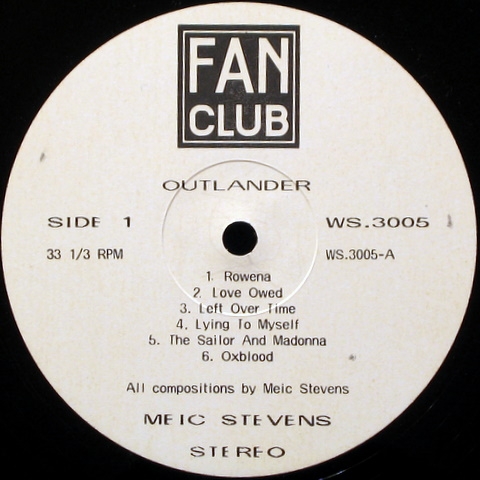 FAN
CLUB
OUTLANDER
SIDE 1 WS.3005
33 1/3 RPM WS.3005-A
1. Rowena
2. Love Owed
3. Left Over Time
4. Lying To Myself
5. The Sailor And Madonna
6. Oxblood
All compositions by Meic Stevens
MEIC STEVENS
STEREO